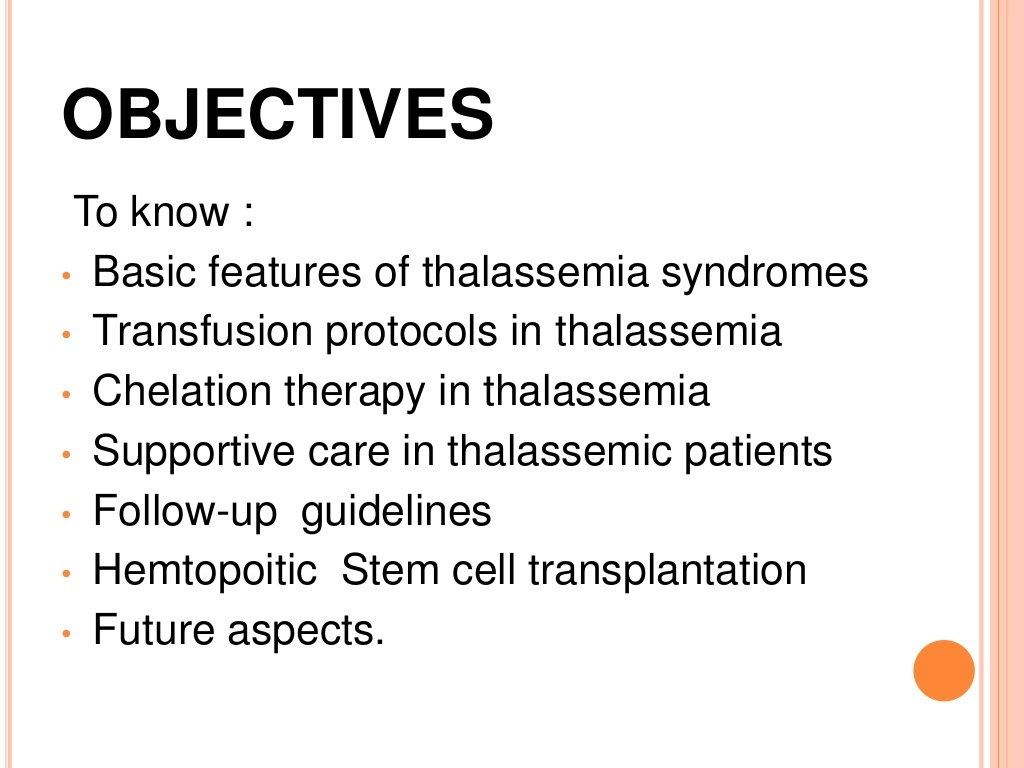 OBJECTIVES
To know :
• Basic features of thalassemia syndromes
• Transfusion protocols in thalassemia
• Chelation therapy in thalassemia
• Supportive care in thalassemic patients
• Follow-up  guidelines
• Hemtopoitic  Stem cell transplantation
• Future aspects.